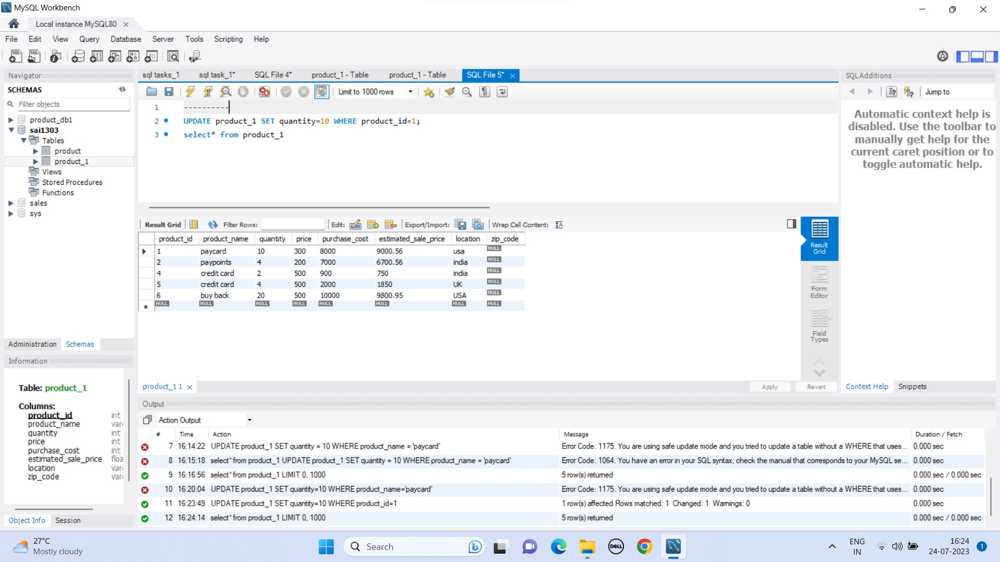 MySQL Workbench
Local instance MySQL80
File Edit View Query Database Server Tools Scripting Help
Navigator
SCHEMAS
Filter objects
product_db1
sai1303
Tables
product
product_1
Views
Stored Procedures
Functions
sales
sys
Administration Schemas
Information
Table: product_1
Columns:
product_id int
product_name varc
quantity int
price int
purchase_cost int
estimated_sale_price floa
location varc
zip_code varc
Object Info Session
sql tasks_1 sql task_1* SQL File 4* product_1 - Table product_1 - Table SQL File 5*
Limit to 1000 rows
1 ----------
2 UPDATE product_1 SET quantity=10 WHERE product_id=1;
3 select* from product_1
Result Grid Filter Rows: Edit: Export/Import: Wrap Cell Content:
product_id product_name quantity price purchase_cost estimated_sale_price location zip_code
1 paycard 10 300 8000 9000.56 usa NULL
2 paypoints 4 200 7000 6700.56 india NULL
4 credit card 2 500 900 750 india NULL
5 credit card 4 500 2000 1850 UK NULL
6 buy back 20 500 10000 9800.95 USA NULL
NULL NULL NULL NULL NULL NULL NULL NULL
Result
Grid
Form
Editor
Field
Types
product_1 1
Apply Revert
SQLAdditions
Jump to
Automatic context help is
disabled. Use the toolbar to
manually get help for the
current caret position or to
toggle automatic help.
Context Help Snippets
Output
Action Output
# Time Action Message Duration / Fetch
7 16:14:22 UPDATE product_1 SET quantity = 10 WHERE product_name = 'paycard' Error Code: 1175. You are using safe update mode and you tried to update a table without a WHERE that uses... 0.000 sec
8 16:15:18 select* from product_1 UPDATE product_1 SET quantity = 10 WHERE product_name = 'paycard' Error Code: 1064. You have an error in your SQL syntax; check the manual that corresponds to your MySQL se... 0.000 sec
9 16:16:56 select* from product_1 LIMIT 0, 1000 5 row(s) returned 0.000 sec / 0.000 sec
10 16:20:04 UPDATE product_1 SET quantity=10 WHERE product_name='paycard' Error Code: 1175. You are using safe update mode and you tried to update a table without a WHERE that uses... 0.000 sec
11 16:23:49 UPDATE product_1 SET quantity=10 WHERE product_id=1 1 row(s) affected Rows matched: 1 Changed: 1 Warnings: 0 0.000 sec
12 16:24:14 select* from product_1 LIMIT 0, 1000 5 row(s) returned 0.000 sec / 0.000 sec
27°C
Mostly cloudy
Search
DELL
ENG
IN
16:24
24-07-2023
1